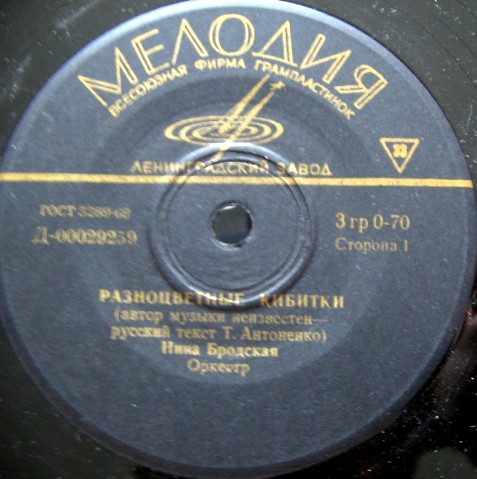 МЕЛОДИЯ
ВСЕСОЮЗНАЯ ФИРМА ГРАМПЛАСТИНОК
33
ЛЕНИНГРАДСКИЙ ЗАВОД
ГОСТ 5289-68
3 гр 0-70
Д-00029259
Сторона 1
РАЗНОЦВЕТНЫЕ КИБИТКИ
(автор музыки неизвестен—
русский текст Т. Антоненко)
Нина Бродская
Оркестр